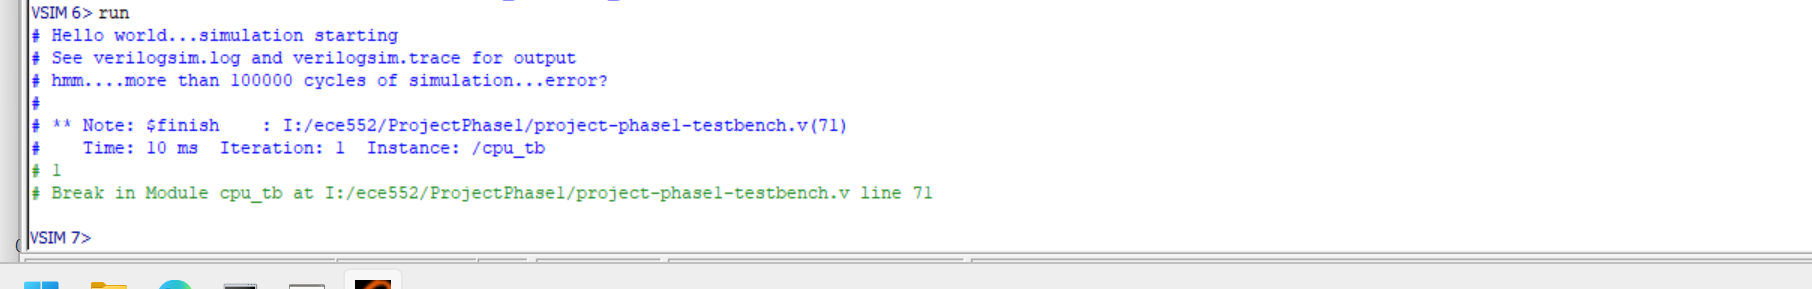 VSIM 6> run
# Hello world...simulation starting
# See verilogsim.log and verilogsim.trace for output
# hmm....more than 100000 cycles of simulation...error?
#
# ** Note: $finish    : I:/ece552/ProjectPhase1/project-phase1-testbench.v(71)
#    Time: 10 ms  Iteration: 1  Instance: /cpu_tb
# 1
# Break in Module cpu_tb at I:/ece552/ProjectPhase1/project-phase1-testbench.v line 71
VSIM 7>